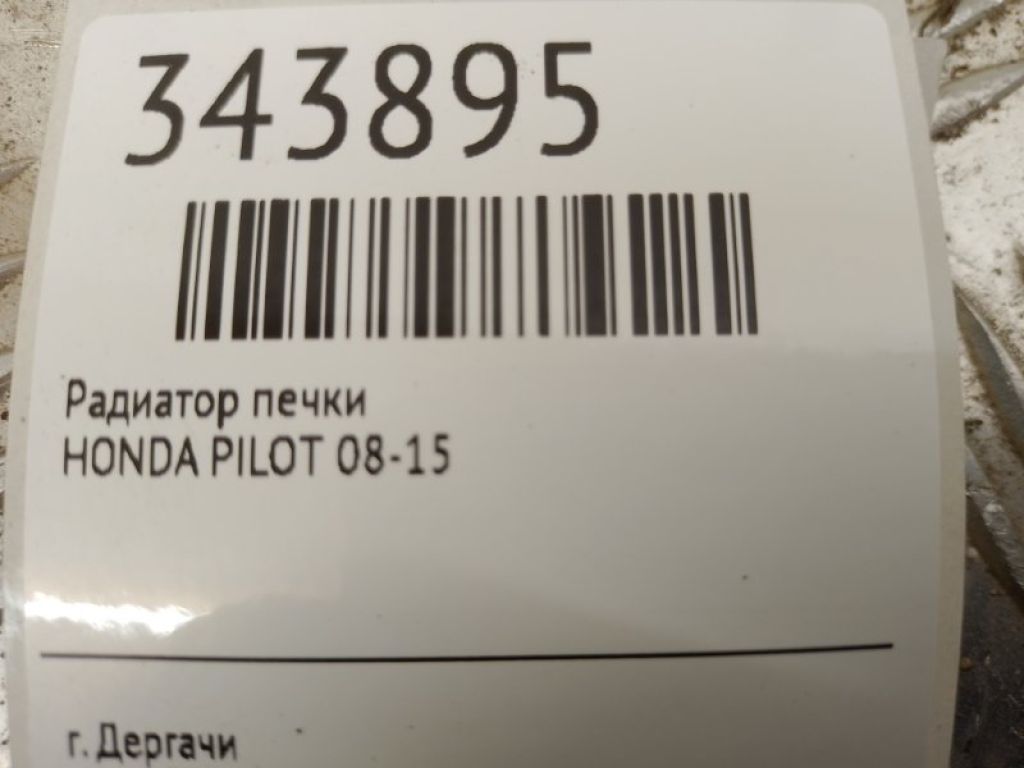 343895
Радиатор печки
HONDA PILOT 08-15
г. Дергачи